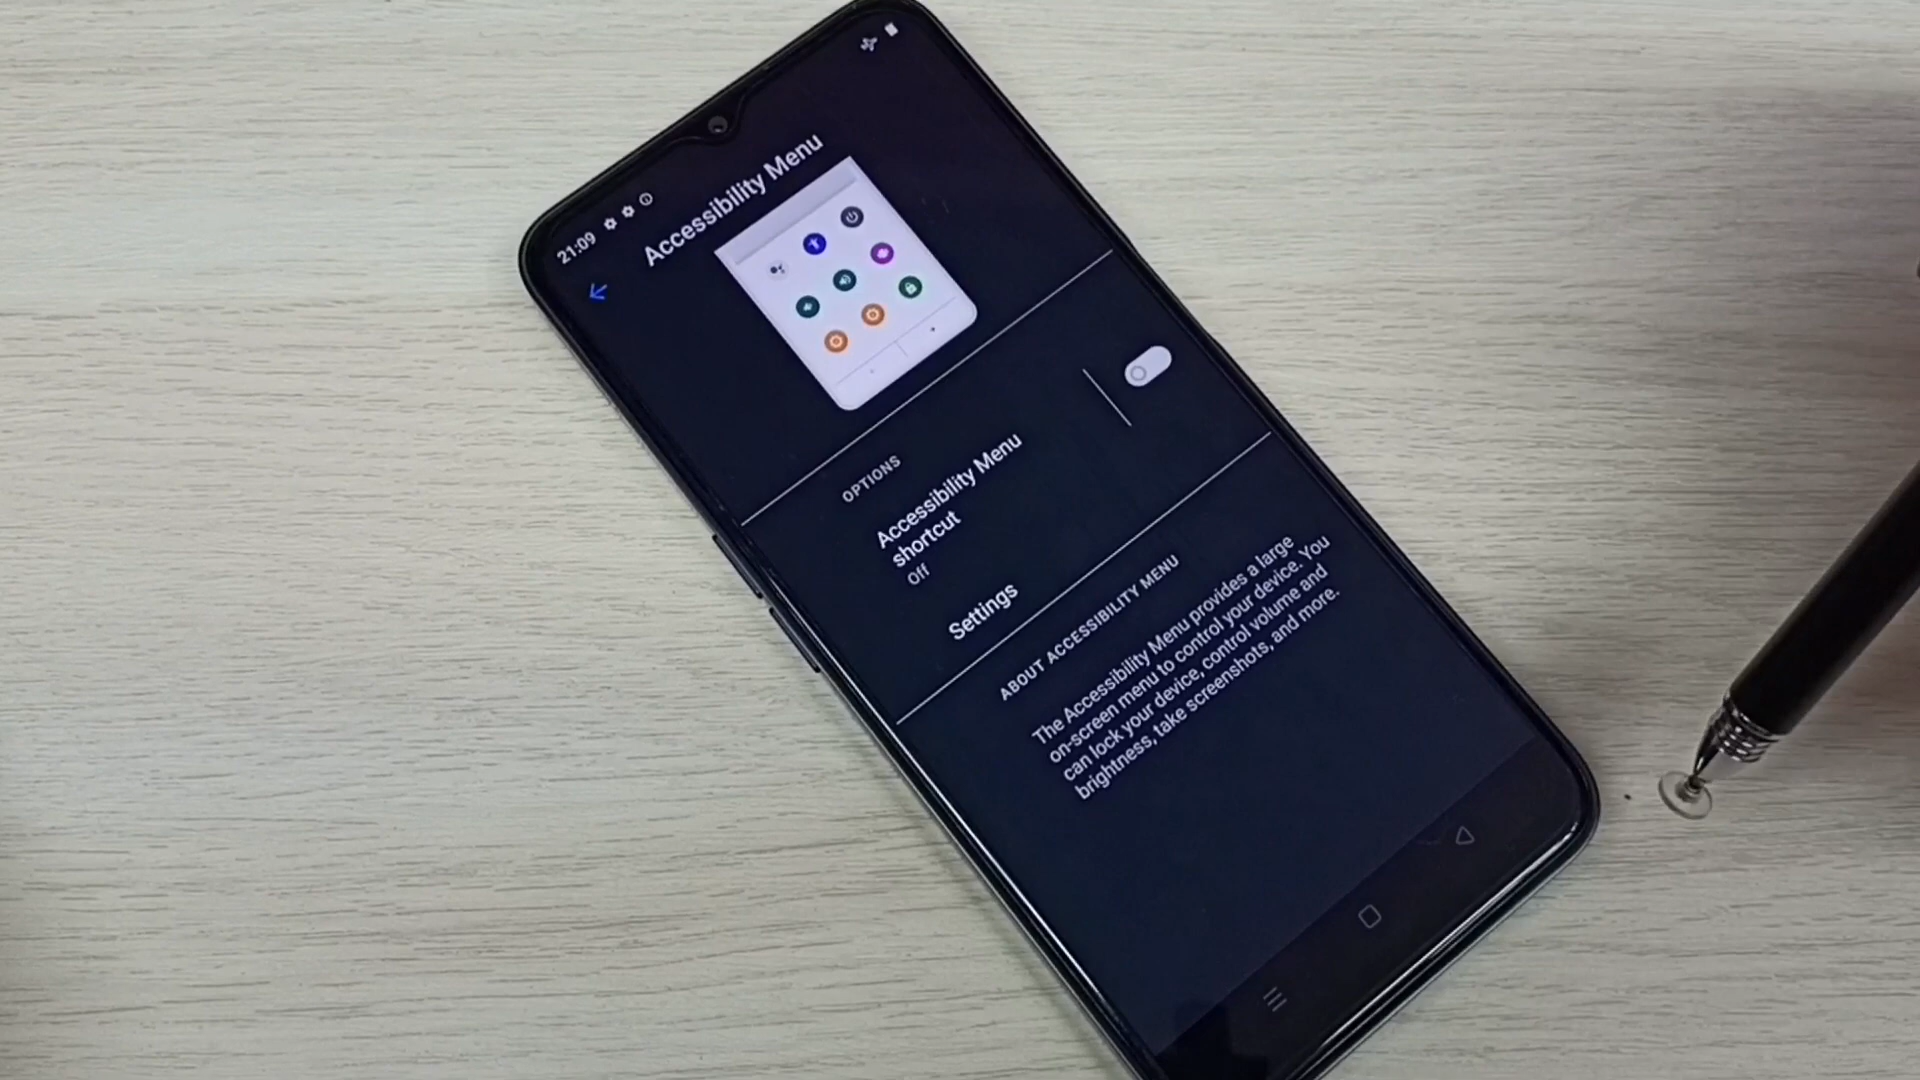 21:09
Accessibility Menu
OPTIONS
Accessibility Menu
shortcut
Off
Settings
ABOUT ACCESSIBILITY MENU
The Accessibility Menu provides a large
on-screen menu to control your device. You
can lock your device, control volume and
brightness, take screenshots, and more.